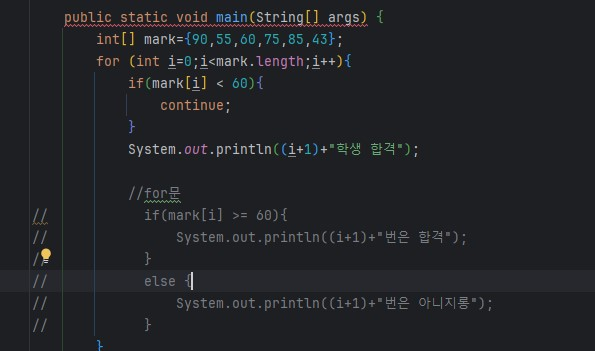 public static void main(String[] args) {
int[] mark={90,55,60,75,85,43};
for (int i=0;i<mark.length;i++){
if(mark[i] < 60){
continue;
}
System.out.println((i+1)+"학생 합격");
//for문
// if(mark[i] >= 60){
// System.out.println((i+1)+"번은 합격");
// }
// else {
// System.out.println((i+1)+"번은 아니지롱");
// }
}